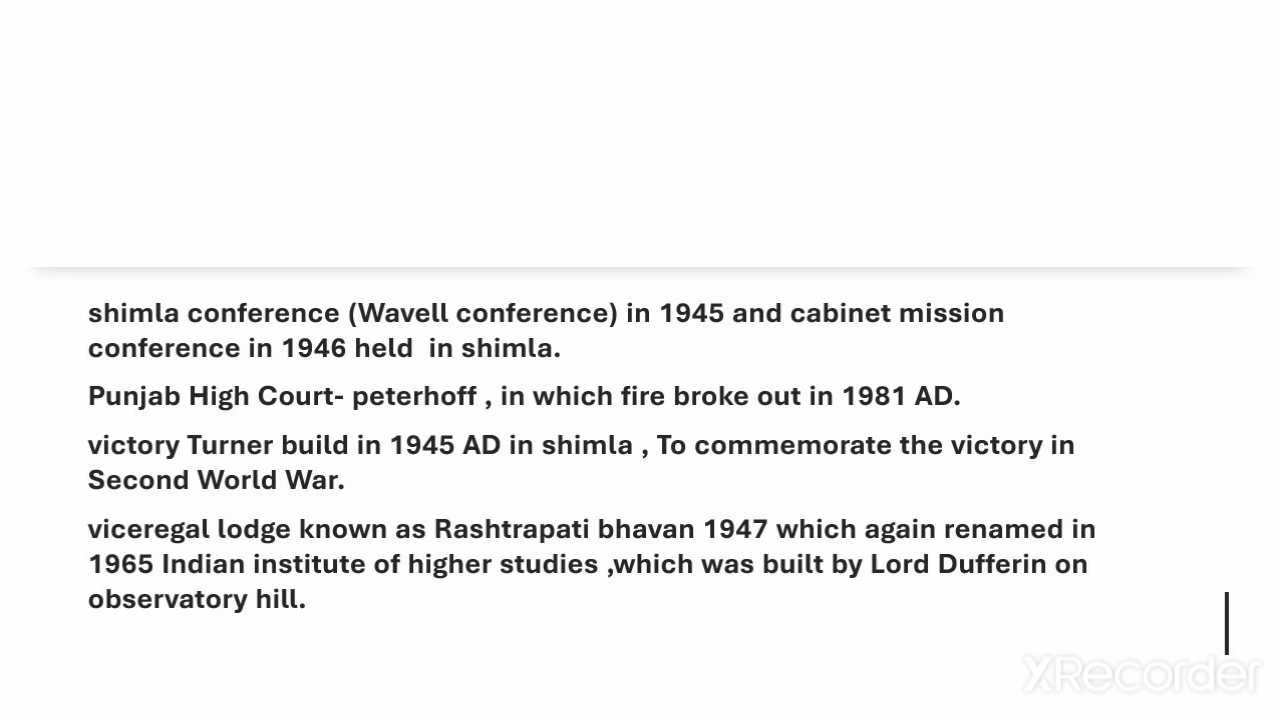 shimla conference (Wavell conference) in 1945 and cabinet mission
conference in 1946 held  in shimla.
Punjab High Court- peterhoff , in which fire broke out in 1981 AD.
victory Turner build in 1945 AD in shimla , To commemorate the victory in
Second World War.
viceregal lodge known as Rashtrapati bhavan 1947 which again renamed in
1965 Indian institute of higher studies ,which was built by Lord Dufferin on
observatory hill.
XRecorder